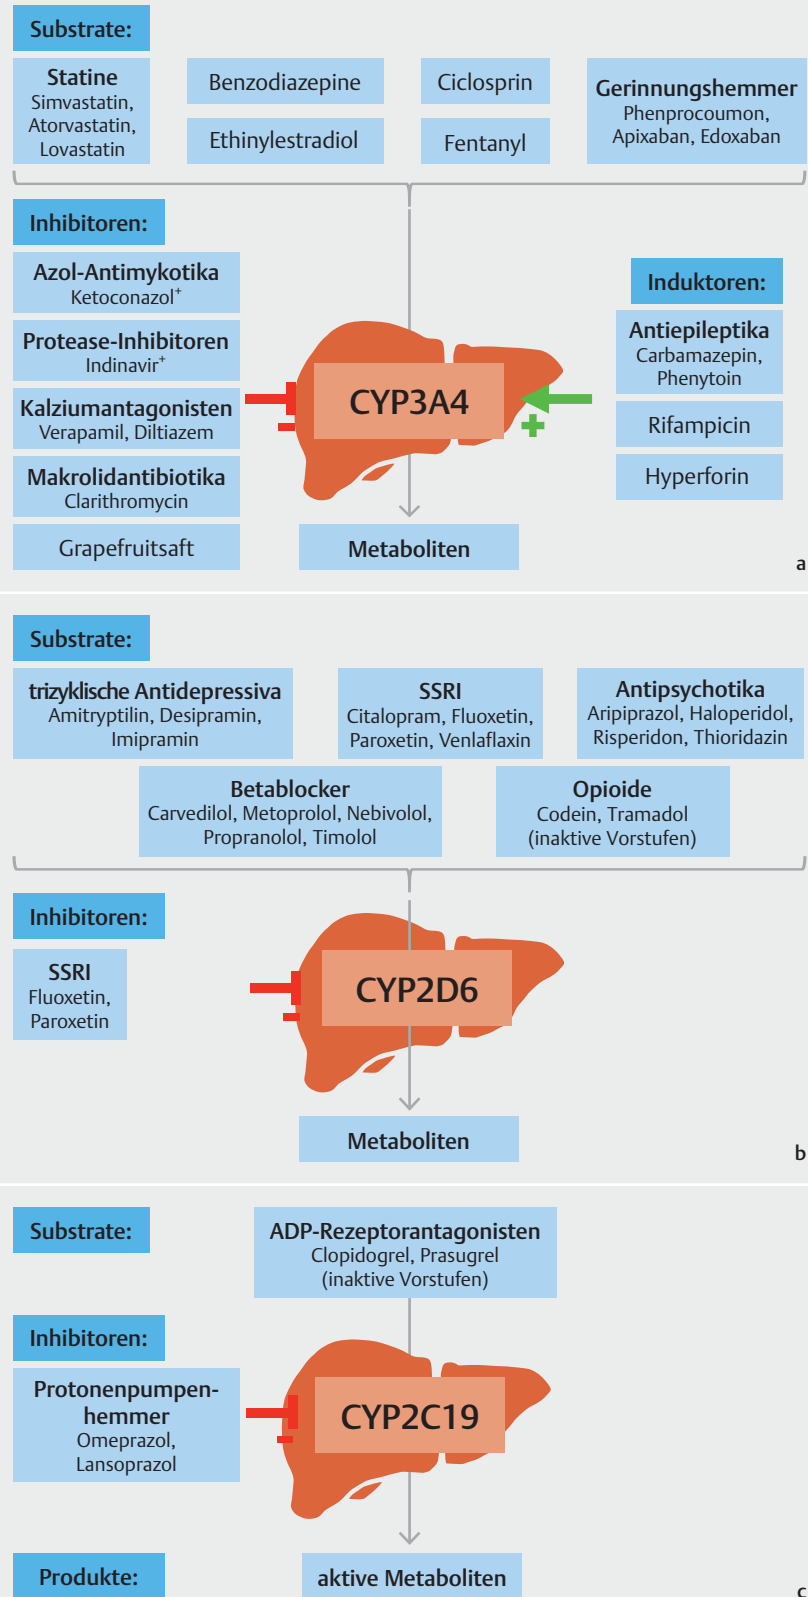 Substrate:
Statine
Simvastatin,
Atorvastatin,
Lovastatin
Benzodiazepine
Ethinylestradiol
Ciclosprin
Fentanyl
Gerinnungshemmer
Phenprocoumon,
Apixaban, Edoxaban
Inhibitoren:
Azol-Antimykotika
Ketoconazol⁺
Protease-Inhibitoren
Indinavir⁺
Kalziumantagonisten
Verapamil, Diltiazem
Makrolidantibiotika
Clarithromycin
Grapefruitsaft
CYP3A4
Induktoren:
Antiepileptika
Carbamazepin,
Phenytoin
Rifampicin
Hyperforin
Metaboliten
a
Substrate:
trizyklische Antidepressiva
Amitryptilin, Desipramin,
Imipramin
SSRI
Citalopram, Fluoxetin,
Paroxetin, Venlaflaxin
Antipsychotika
Aripiprazol, Haloperidol,
Risperidon, Thioridazin
Betablocker
Carvedilol, Metoprolol, Nebivolol,
Propranolol, Timolol
Opioide
Codein, Tramadol
(inaktive Vorstufen)
Inhibitoren:
SSRI
Fluoxetin,
Paroxetin
CYP2D6
Metaboliten
b
Substrate:
ADP-Rezeptorantagonisten
Clopidogrel, Prasugrel
(inaktive Vorstufen)
Inhibitoren:
Protonenpumpen-
hemmer
Omeprazol,
Lansoprazol
CYP2C19
Produkte:
aktive Metaboliten
c